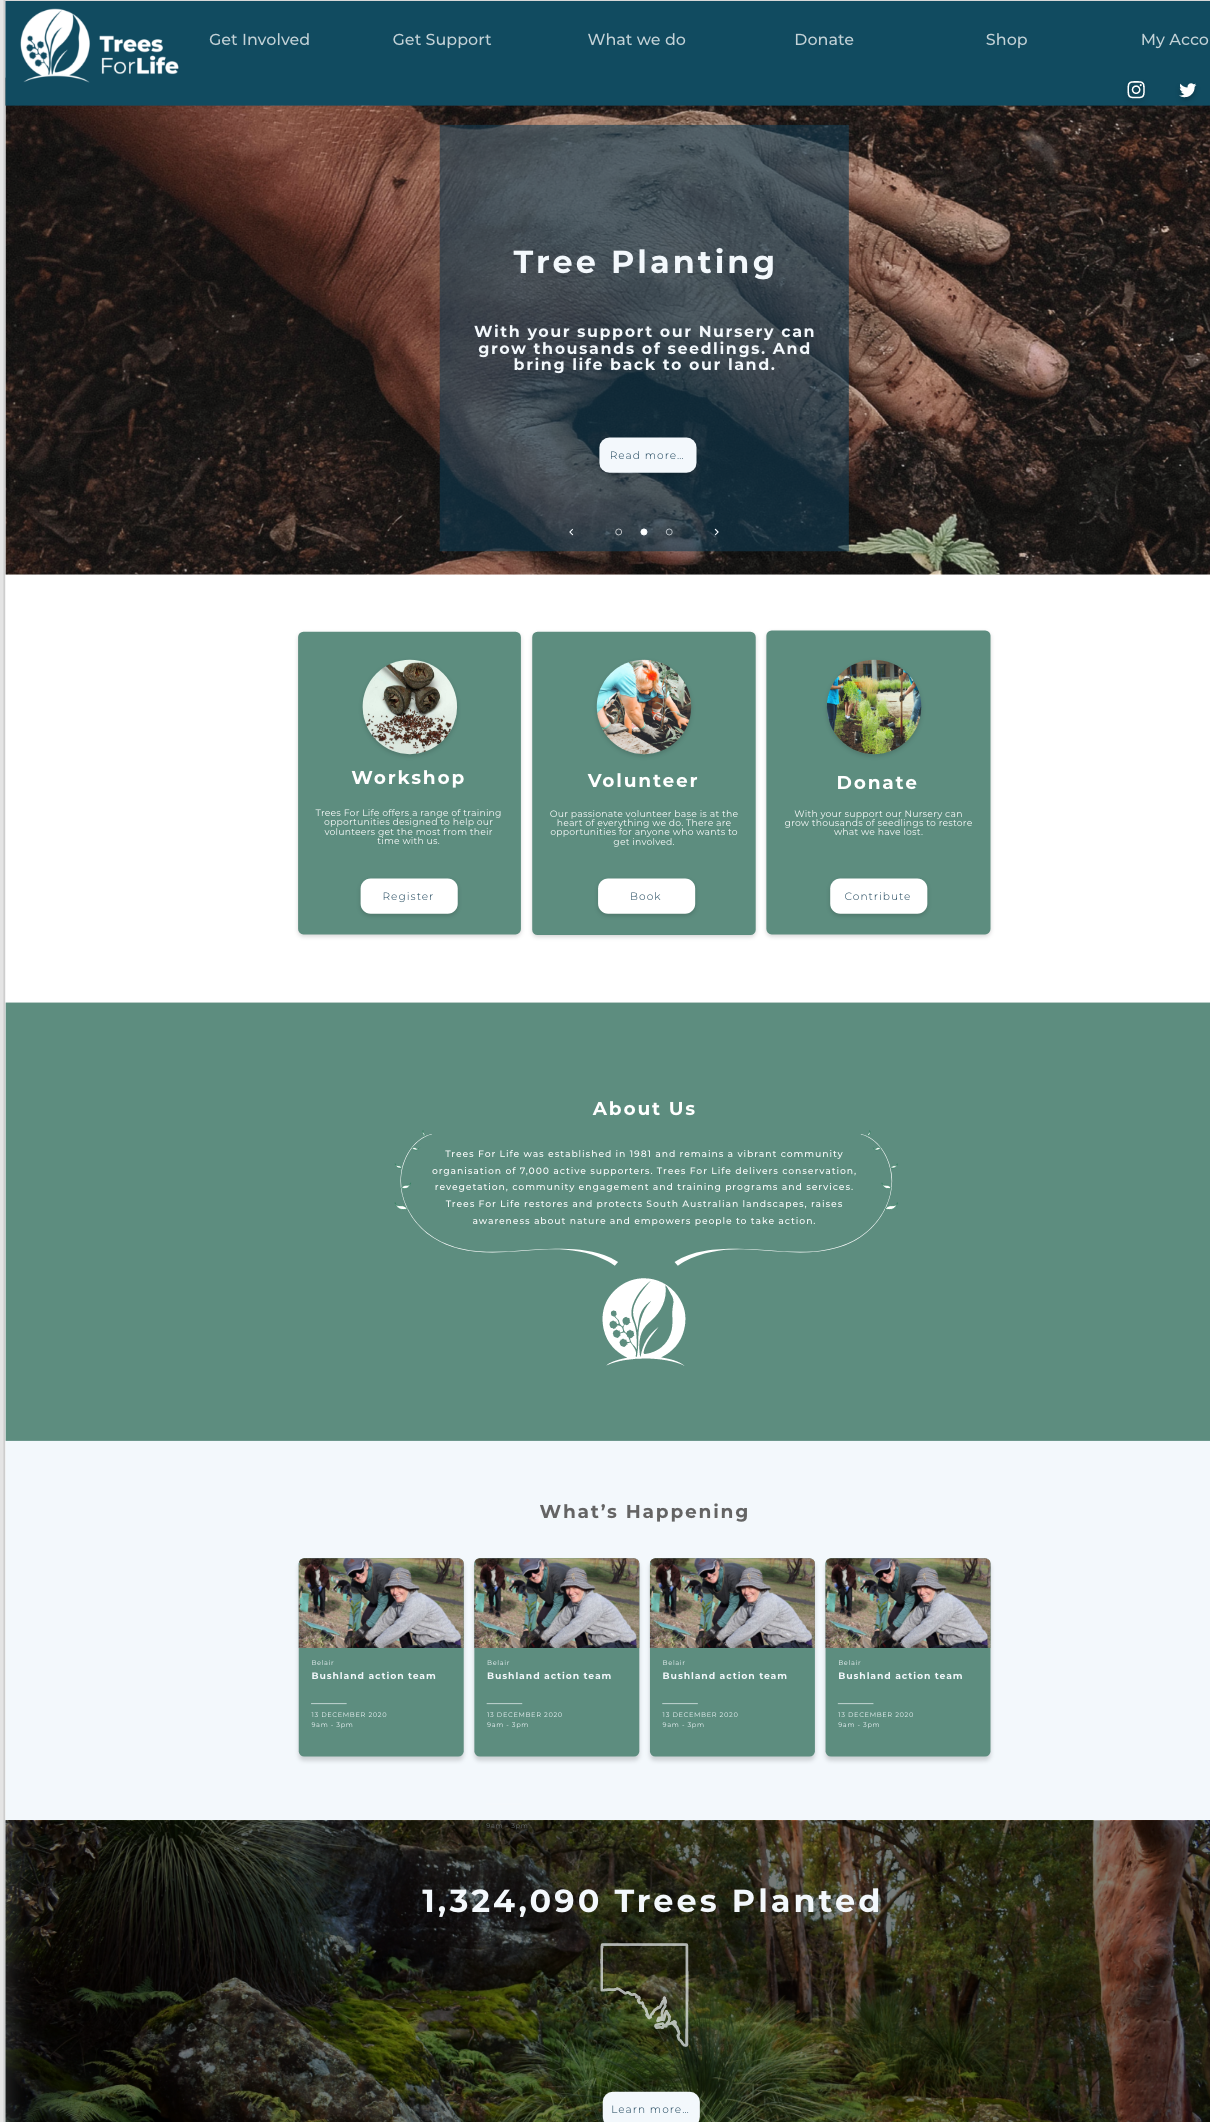 Trees
ForLife
Get Involved
Get Support
What we do
Donate
Shop
My Acco
Tree Planting
With your support our Nursery can
grow thousands of seedlings. And
bring life back to our land.
Read more...
Workshop
Trees For Life offers a range of training
opportunities designed to help our
volunteers get the most from their
time with us.
Register
Volunteer
Our passionate volunteer base is at the
heart of everything we do. There are
opportunities for anyone who wants to
get involved.
Book
Donate
With your support our Nursery can
grow thousands of seedlings to restore
what we have lost.
Contribute
About Us
Trees For Life was established in 1981 and remains a vibrant community
organisation of 7,000 active supporters. Trees For Life delivers conservation,
revegetation, community engagement and training programs and services.
Trees For Life restores and protects South Australian landscapes, raises
awareness about nature and empowers people to take action.
What's Happening
Belair
Bushland action team
13 DECEMBER 2020
9am - 3pm
Belair
Bushland action team
13 DECEMBER 2020
9am - 3pm
Belair
Bushland action team
13 DECEMBER 2020
9am - 3pm
Belair
Bushland action team
13 DECEMBER 2020
9am - 3pm
9am - 3pm
1,324,090 Trees Planted
Learn more...